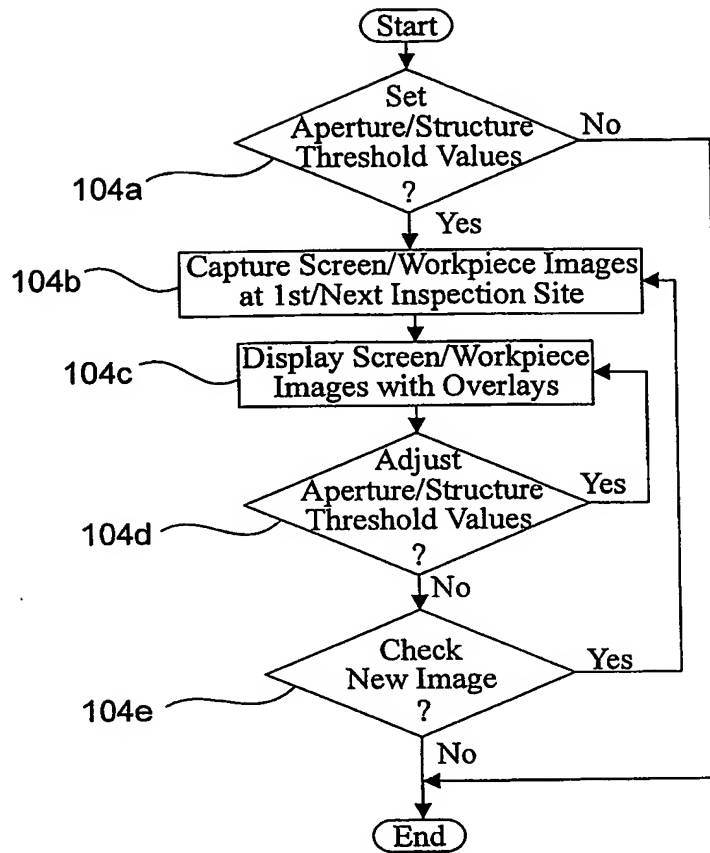 Start
Set
Aperture/Structure
Threshold Values
?
No
104a
Yes
Capture Screen/Workpiece Images
at 1st/Next Inspection Site
104b
Display Screen/Workpiece
Images with Overlays
104c
Adjust
Aperture/Structure
Threshold Values
?
Yes
104d
No
Check
New Image
?
Yes
104e
No
End